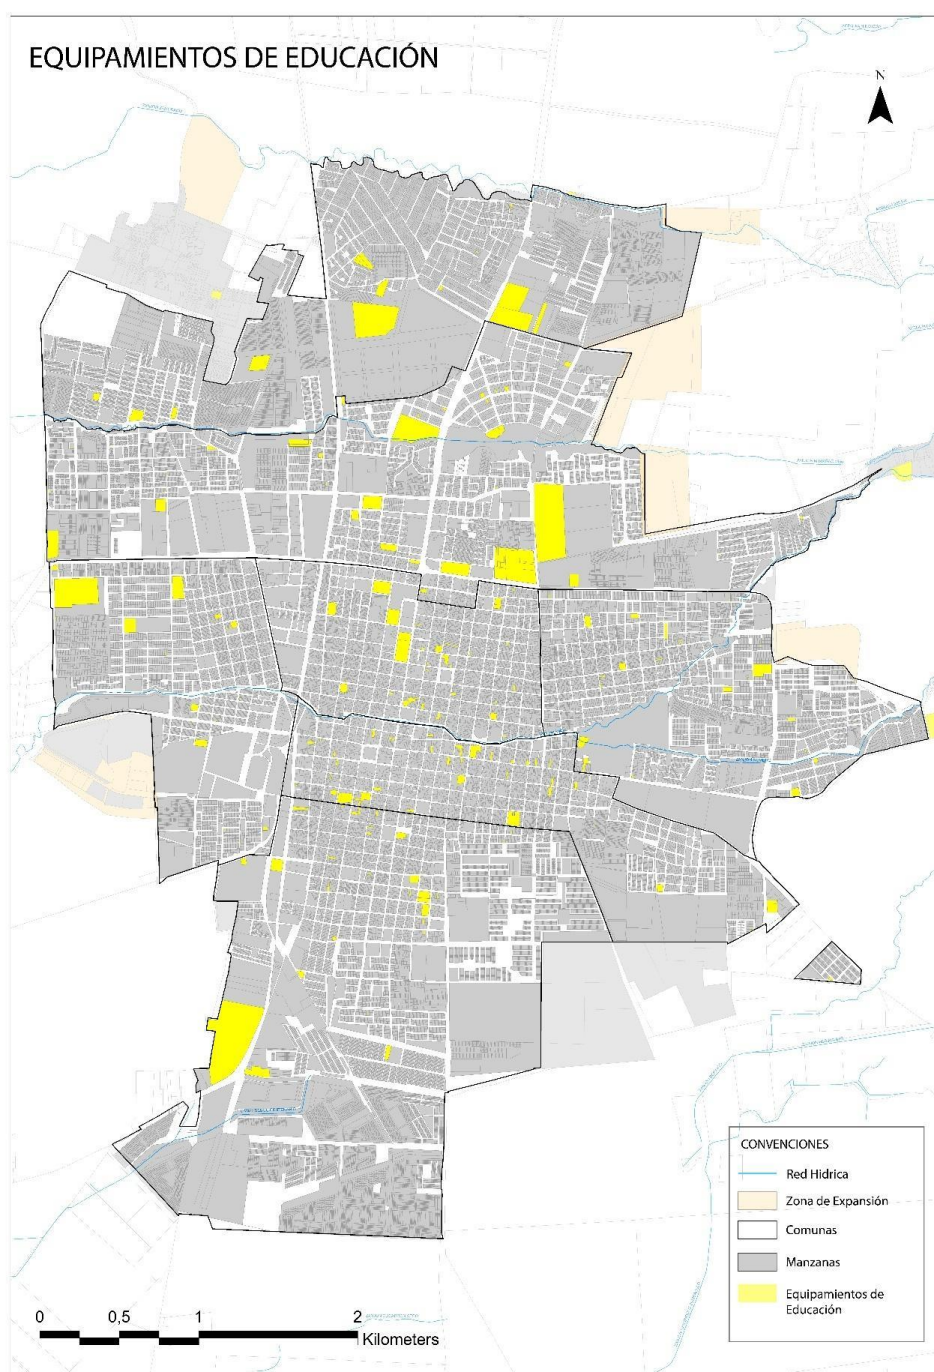 EQUIPAMIENTOS DE EDUCACIÓN
N
CONVENCIONES
Red Hidrica
Zona de Expansión
Comunas
Manzanas
Equipamientos de
Educación
0 0,5 1 2
Kilometers